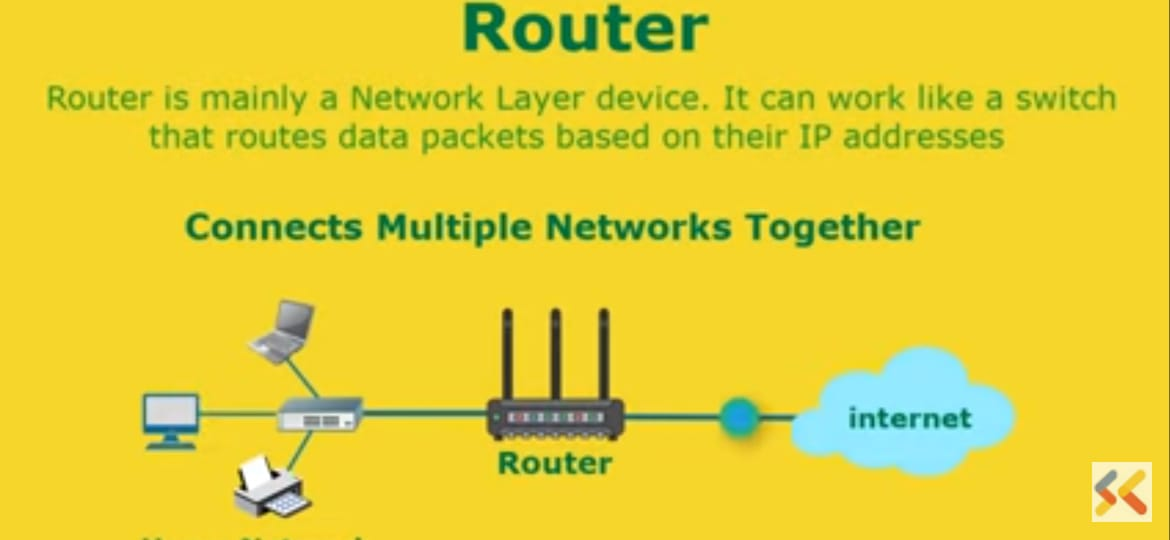 Router
Router is mainly a Network Layer device. It can work like a switch
that routes data packets based on their IP addresses
Connects Multiple Networks Together
internet
Router